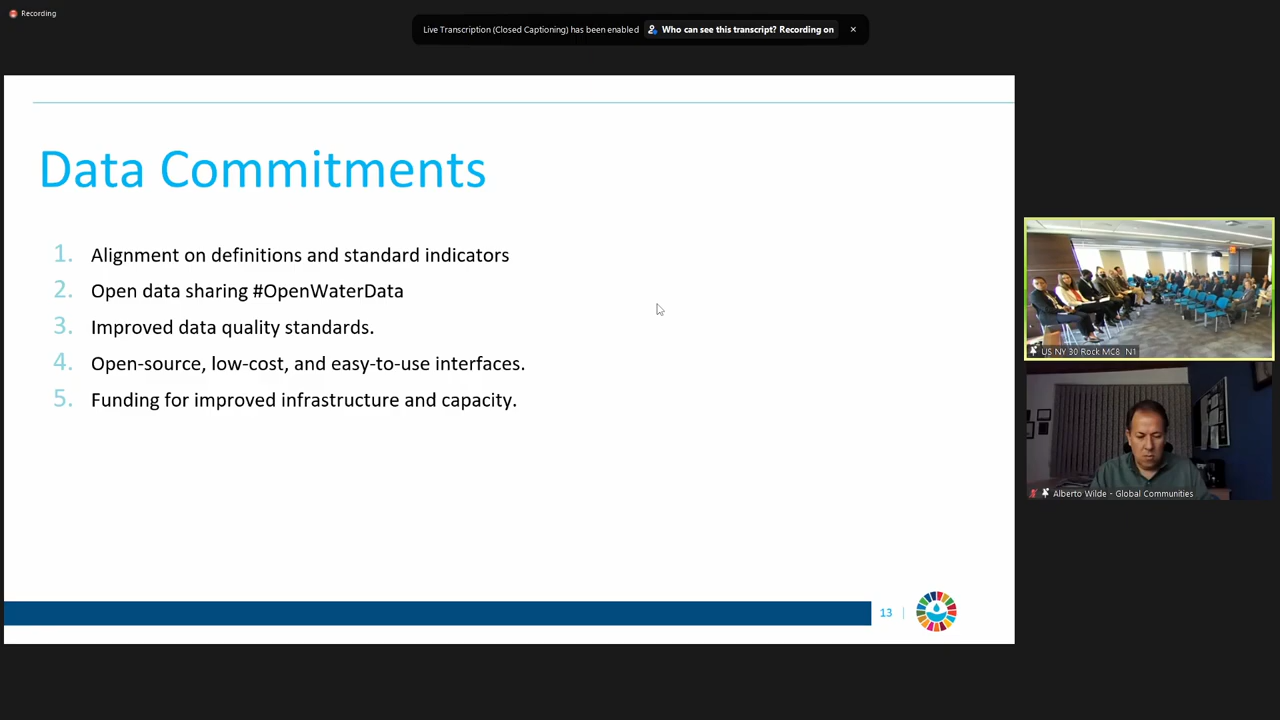 Recording
Live Transcription (Closed Captioning) has been enabled Who can see this transcript? Recording on
Data Commitments
1. Alignment on definitions and standard indicators
2. Open data sharing #OpenWaterData
3. Improved data quality standards.
4. Open-source, low-cost, and easy-to-use interfaces.
5. Funding for improved infrastructure and capacity.
US NY 30 Rock MC8 N1
Alberto Wilde - Global Communities
13